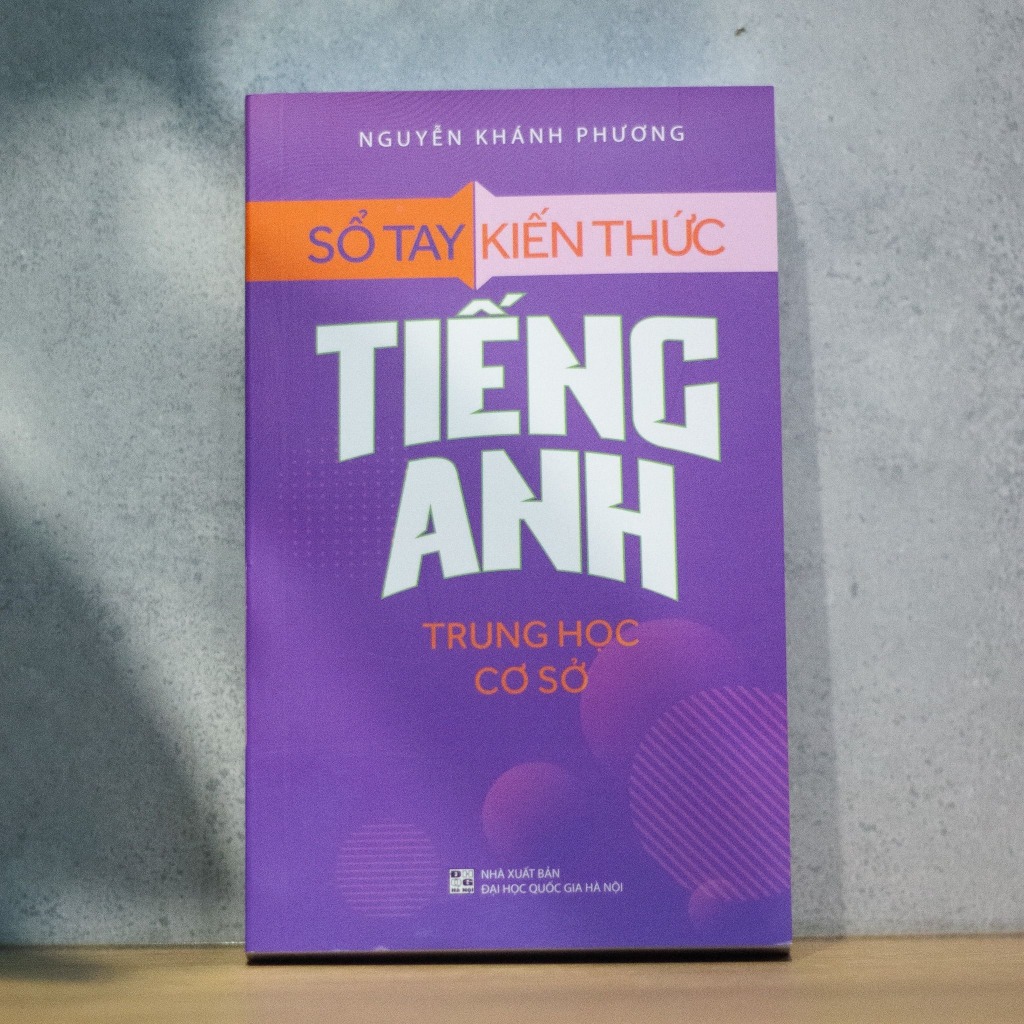 NGUYỄN KHÁNH PHƯƠNG
SỔ TAY KIẾN THỨC
TIẾNG
ANH
TRUNG HỌC
CƠ SỞ
NHÀ XUẤT BẢN
ĐẠI HỌC QUỐC GIA HÀ NỘI